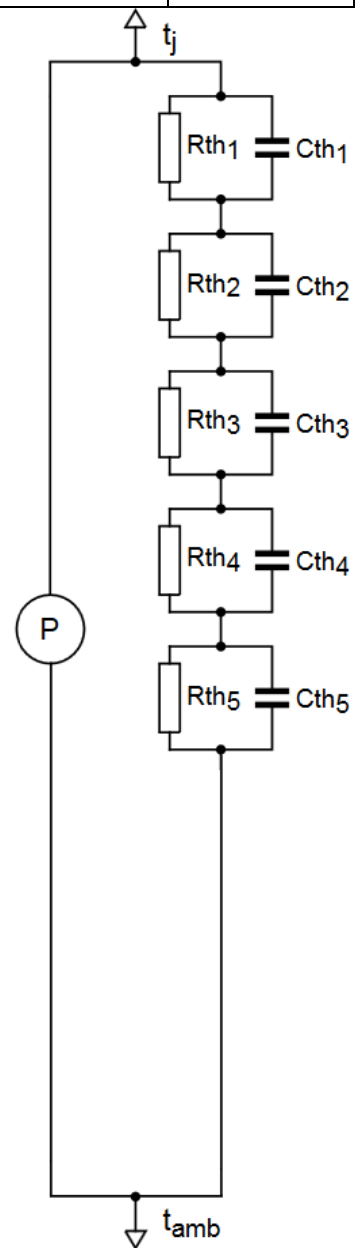 tj
Rth1 Cth1
Rth2 Cth2
Rth3 Cth3
Rth4 Cth4
P
Rth5 Cth5
tamb